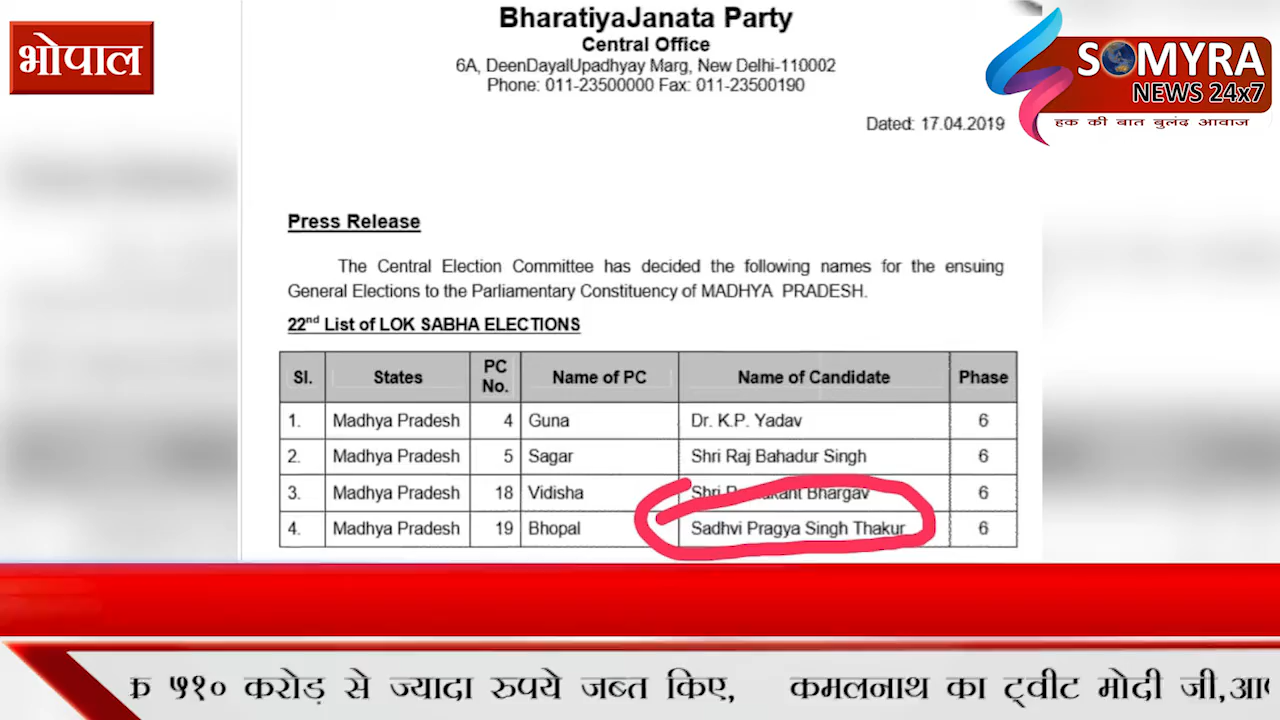 भोपाल
BharatiyaJanata Party
Central Office
6A, DeenDayalUpadhyay Marg, New Delhi-110002
Phone: 011-23500000 Fax: 011-23500190
SOMYRA
NEWS 24x7
हक की बात बुलंद आवाज
Dated: 17.04.2019
Press Release
The Central Election Committee has decided the following names for the ensuing
General Elections to the Parliamentary Constituency of MADHYA PRADESH.
22nd List of LOK SABHA ELECTIONS
Sl. States PC No. Name of PC Name of Candidate Phase
1. Madhya Pradesh 4 Guna Dr. K.P. Yadav 6
2. Madhya Pradesh 5 Sagar Shri Raj Bahadur Singh 6
3. Madhya Pradesh 18 Vidisha Shri Bhargav 6
4. Madhya Pradesh 19 Bhopal Sadhvi Pragya Singh Thakur 6
५१० करोड़ से ज्यादा रुपये जब्त किए, कमलनाथ का ट्वीट मोदी जी,